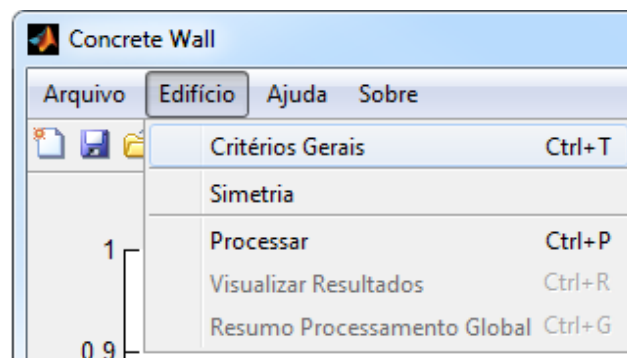 Concrete Wall
Arquivo Edifício Ajuda Sobre
Critérios Gerais Ctrl+T
Simetria
Processar Ctrl+P
1
Visualizar Resultados Ctrl+R
Resumo Processamento Global Ctrl+G
0.9